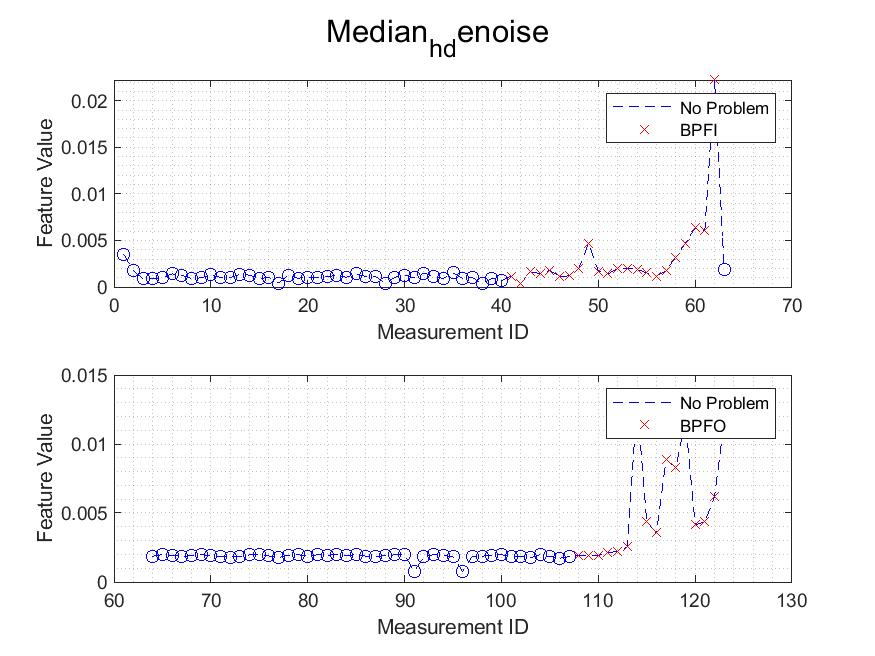 Median_hdenoise
0.02
0.015
0.01
0.005
0
Feature Value
No Problem
BPFI
0 10 20 30 40 50 60 70
Measurement ID
0.015
0.01
0.005
0
Feature Value
No Problem
BPFO
60 70 80 90 100 110 120 130
Measurement ID